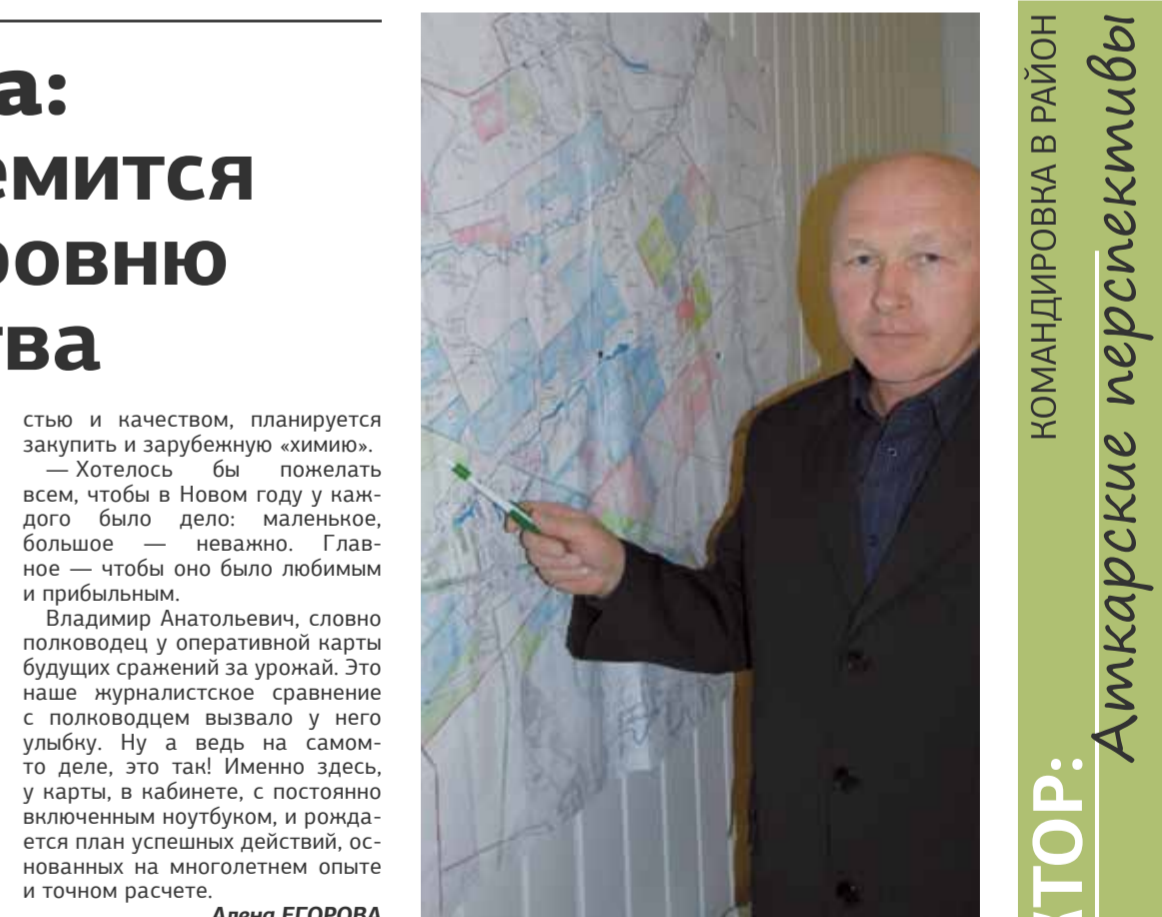 а:
емится
ровню
тва
стью и качеством, планируется
закупить и зарубежную «химию».
— Хотелось бы пожелать
всем, чтобы в Новом году у каж-
дого было дело: маленькое,
большое — неважно. Глав-
ное — чтобы оно было любимым
и прибыльным.
Владимир Анатольевич, словно
полководец у оперативной карты
будущих сражений за урожай. Это
наше журналистское сравнение
с полководцем вызвало у него
улыбку. Ну а ведь на самом-
то деле, это так! Именно здесь,
у карты, в кабинете, с постоянно
включенным ноутбуком, и рожда-
ется план успешных действий, ос-
нованных на многолетнем опыте
и точном расчете.
Алена ЕГОРОВА
КОМАНДИРОВКА В РАЙОН
Аткарские перспективы
КТОР: